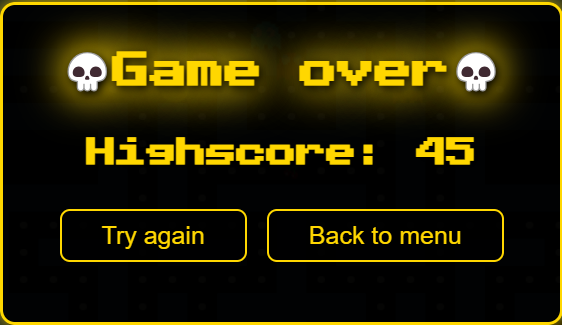 💀Game over💀
Highscore: 45
Try again
Back to menu